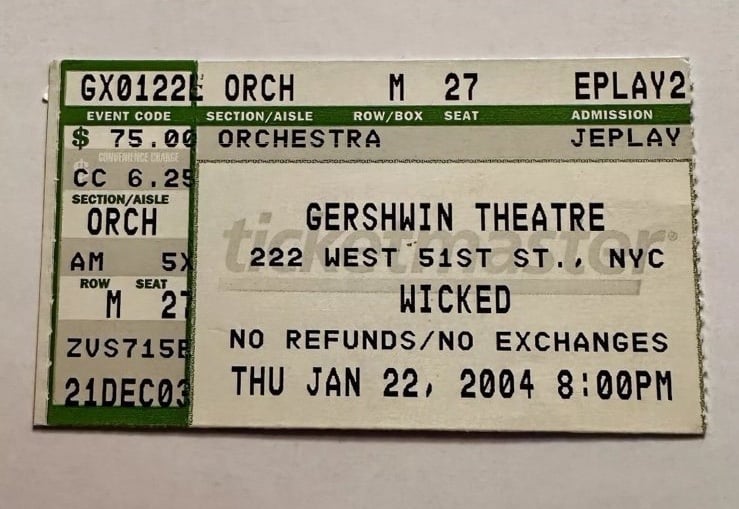 GX0122E ORCH M 27 EPLAY2
EVENT CODE SECTION/AISLE ROW/BOX SEAT ADMISSION
$ 75.00 ORCHESTRA JEPLAY
CONVENIENCE CHARGE
CC 6.25
SECTION/AISLE
ORCH
AM 5X
ROW SEAT
M 27
ZVS715E
21DEC03
ticketmaster®
GERSHWIN THEATRE
222 WEST 51ST ST., NYC
WICKED
NO REFUNDS/NO EXCHANGES
THU JAN 22, 2004 8:00PM